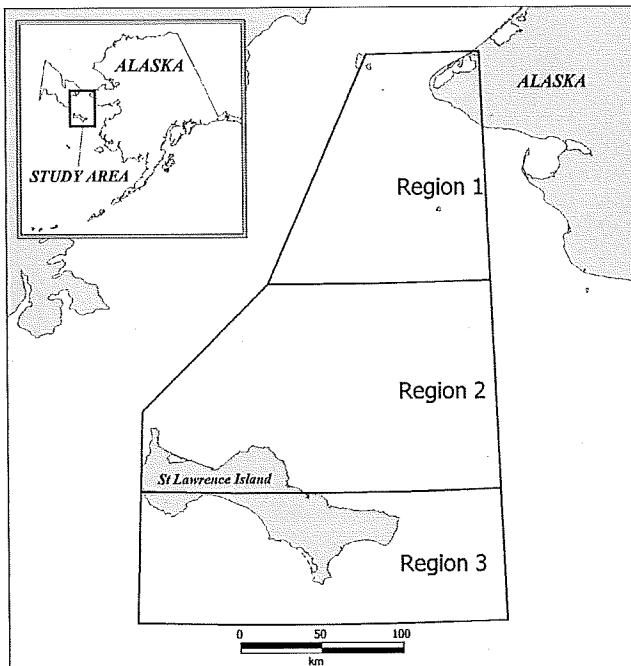 ALASKA
STUDY AREA
ALASKA
Region 1
Region 2
St Lawrence Island
Region 3
0 50 100
km